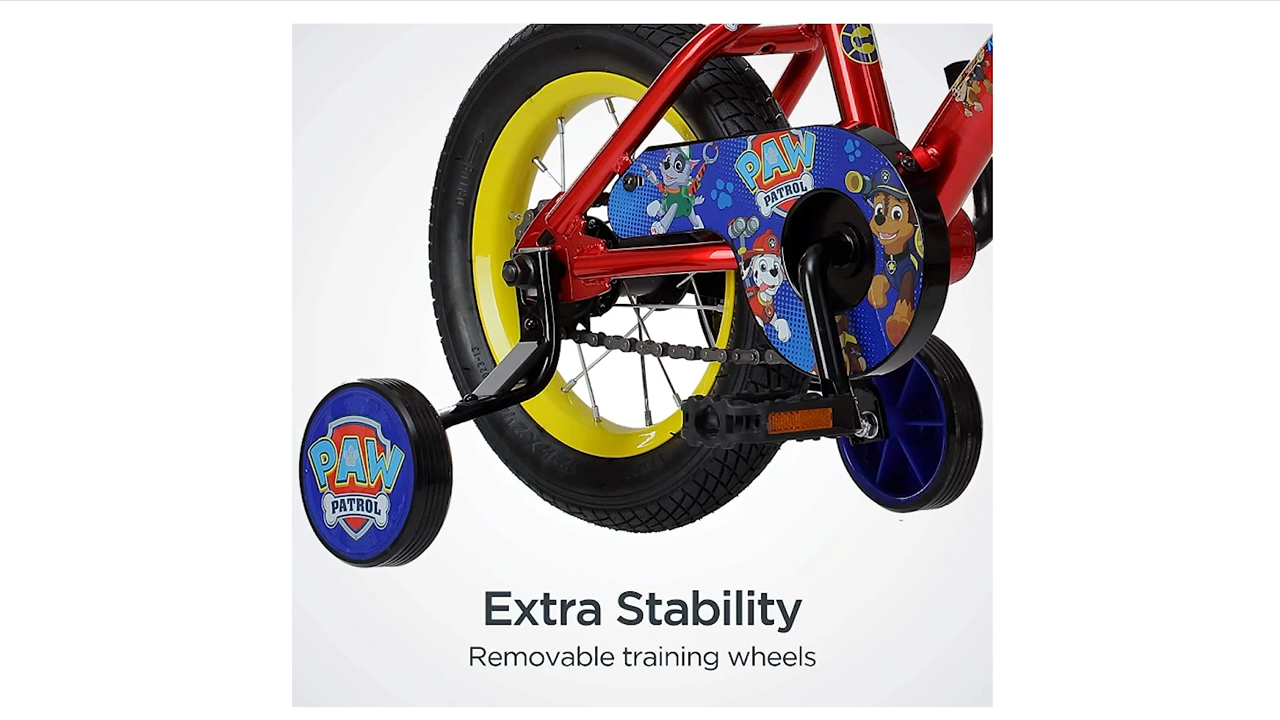 PAW
PATROL
PAW
PATROL
Extra Stability
Removable training wheels